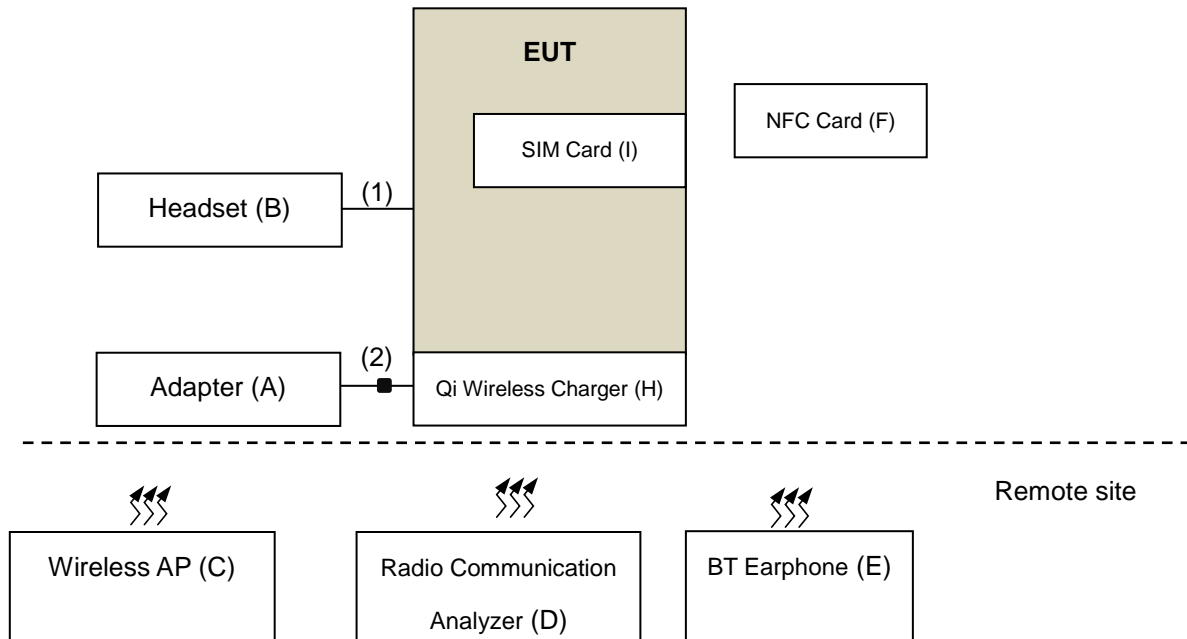 EUT
SIM Card (I)
NFC Card (F)
Headset (B)
(1)
Adapter (A)
(2)
Qi Wireless Charger (H)
Remote site
Wireless AP (C)
Radio Communication
Analyzer (D)
BT Earphone (E)